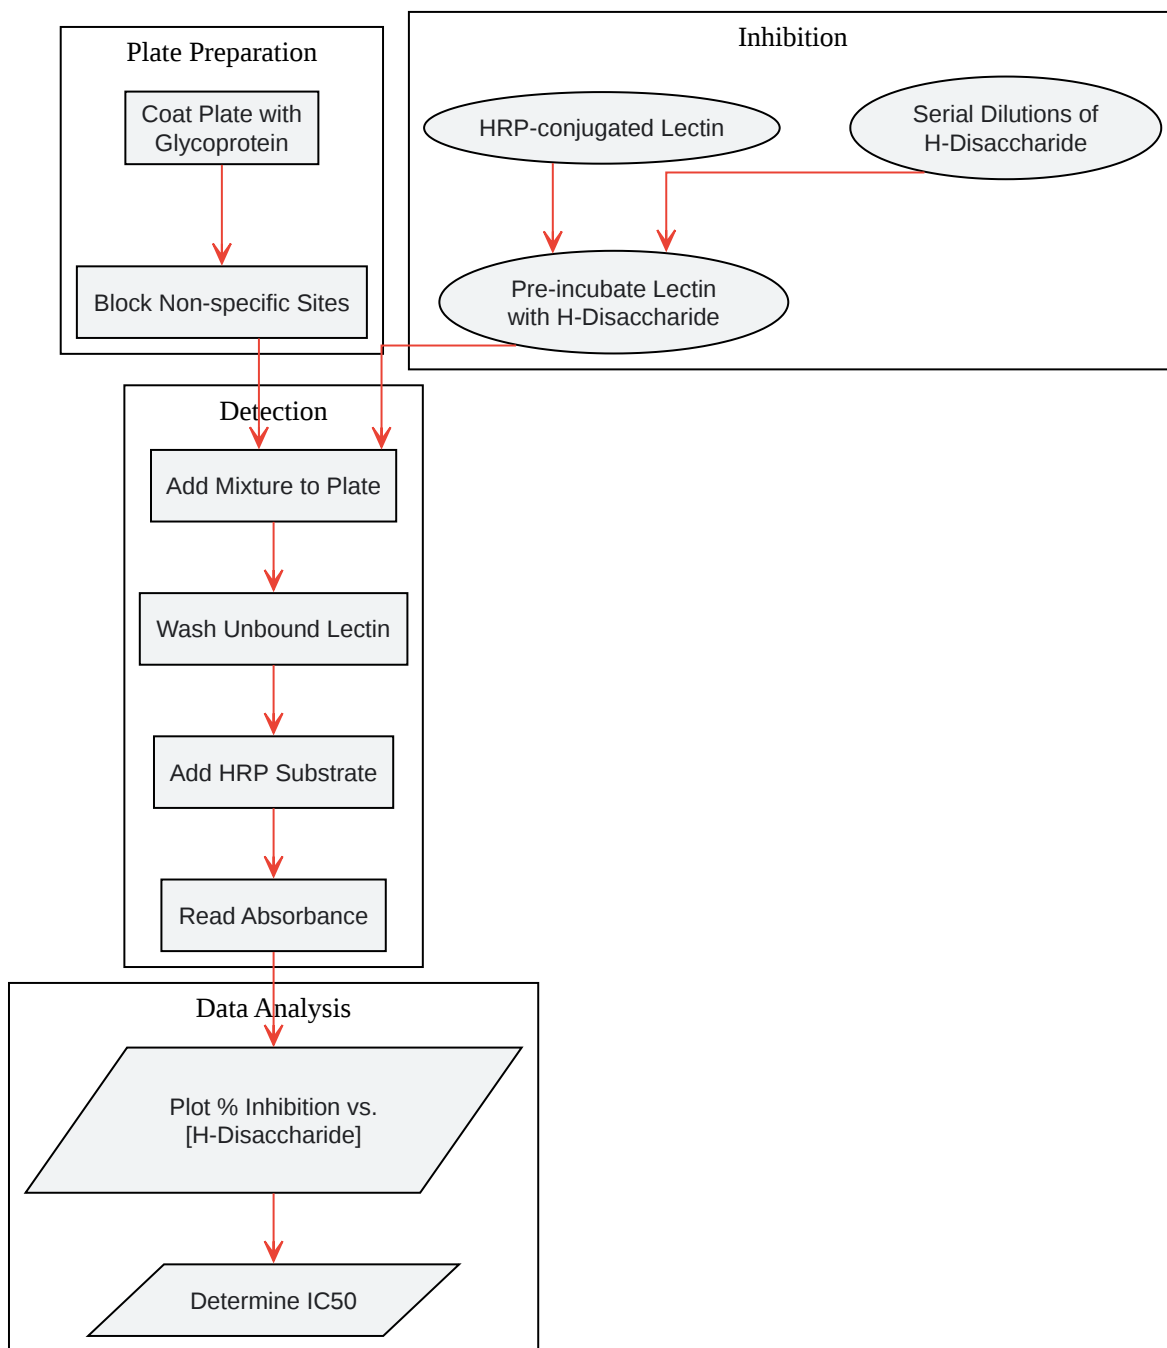 Plate Preparation
Coat Plate with
Glycoprotein
Block Non-specific Sites
Inhibition
HRP-conjugated Lectin
Serial Dilutions of
H-Disaccharide
Pre-incubate Lectin
with H-Disaccharide
Detection
Add Mixture to Plate
Wash Unbound Lectin
Add HRP Substrate
Read Absorbance
Data Analysis
Plot % Inhibition vs.
[H-Disaccharide]
Determine IC50